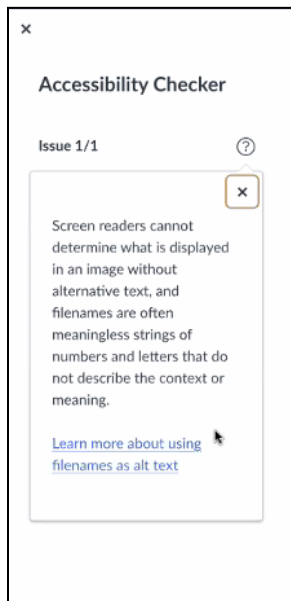 Accessibility Checker
Issue 1/1
Screen readers cannot
determine what is displayed
in an image without
alternative text, and
filenames are often
meaningless strings of
numbers and letters that do
not describe the context or
meaning.
Learn more about using
filenames as alt text